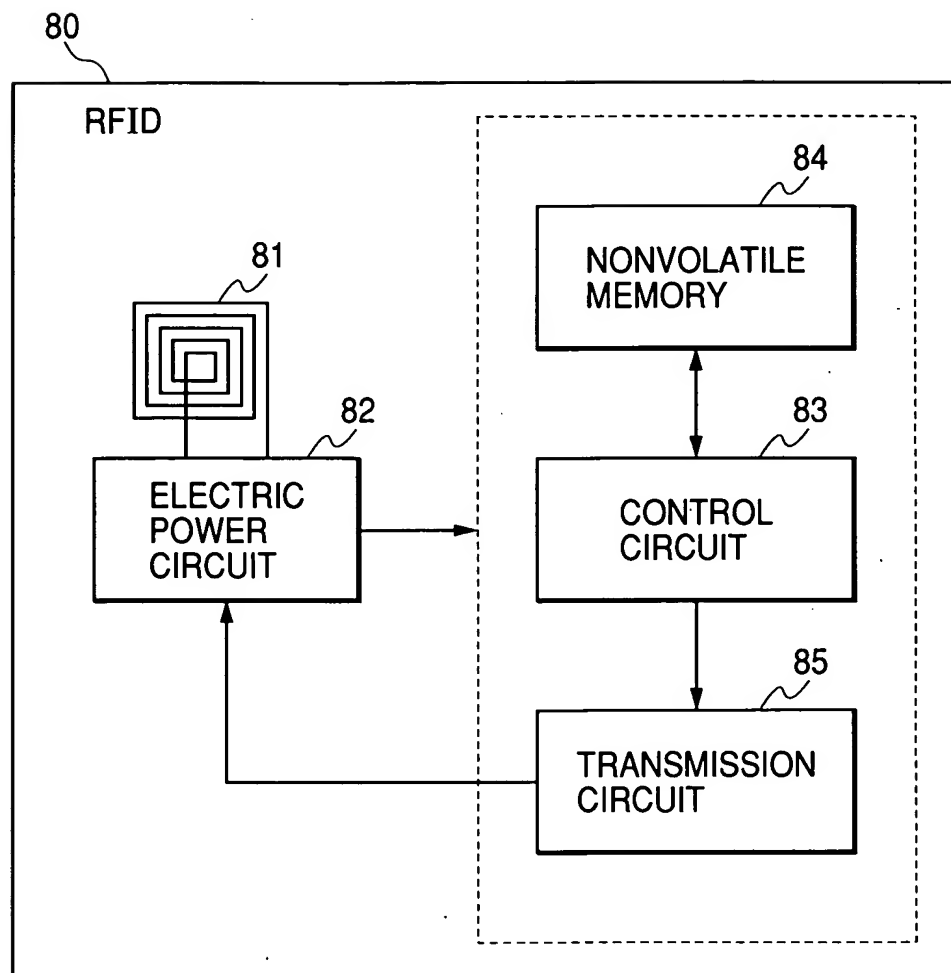 80
RFID
84
NONVOLATILE
MEMORY
81
82
ELECTRIC
POWER
CIRCUIT
83
CONTROL
CIRCUIT
85
TRANSMISSION
CIRCUIT